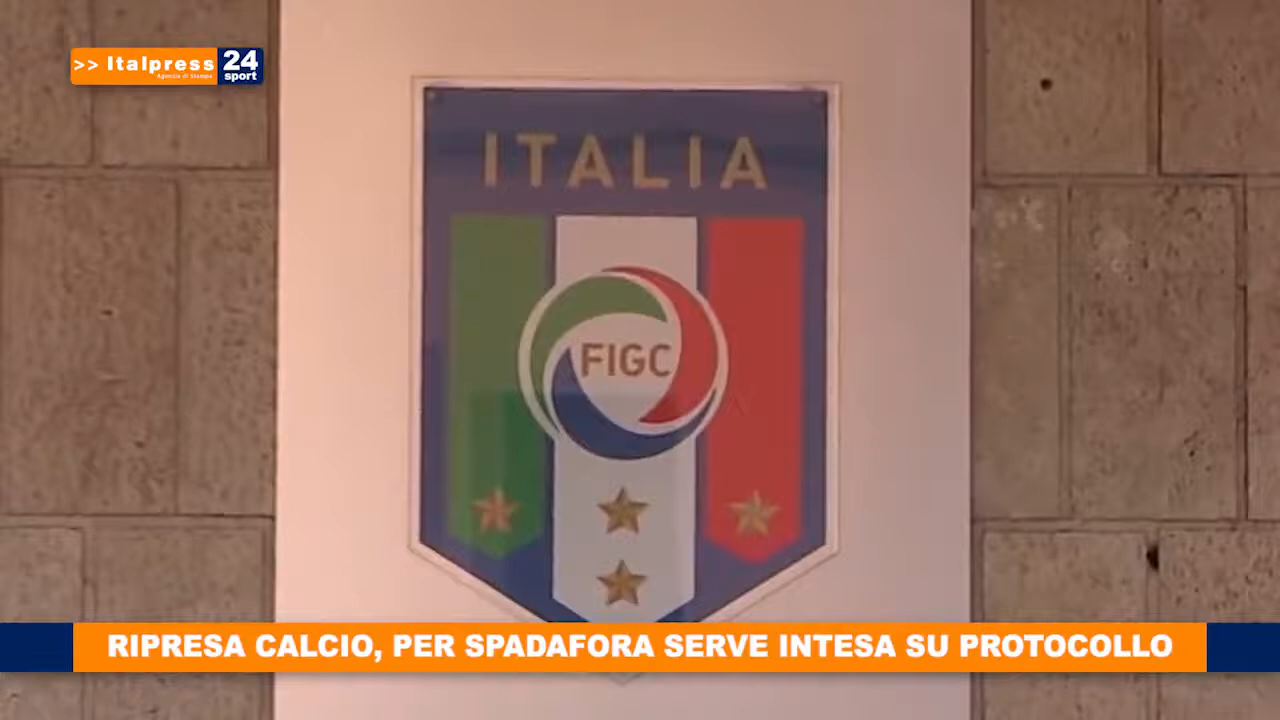 >> Italpress
Agenzia di Stampa
24
sport
ITALIA
FIGC
RIPRESA CALCIO, PER SPADAFORA SERVE INTESA SU PROTOCOLLO